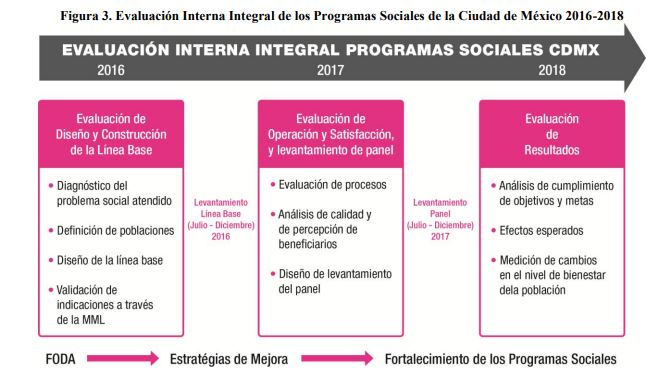 Figura 3. Evaluación Interna Integral de los Programas Sociales de la Ciudad de México 2016-2018
EVALUACIÓN INTERNA INTEGRAL PROGRAMAS SOCIALES CDMX
2016
2017
2018
Evaluación de
Diseño y Construcción
de la Línea Base
• Diagnóstico del
problema social atendido
• Definición de poblaciones
• Diseño de la línea base
• Validación de
indicaciones a través
de la MML
Levantamiento
Línea Base
(Julio - Diciembre)
2016
Evaluación de
Operación y Satisfacción,
y levantamiento de panel
• Evaluación de procesos
• Análisis de calidad y
de percepción de
beneficiarios
• Diseño de levantamiento
del panel
Levantamiento
Panel
(Julio - Diciembre)
2017
Evaluación
de
Resultados
• Análisis de cumplimiento
de objetivos y metas
• Efectos esperados
• Medición de cambios
en el nivel de bienestar
dela población
FODA
Estratégias de Mejora
Fortalecimiento de los Programas Sociales